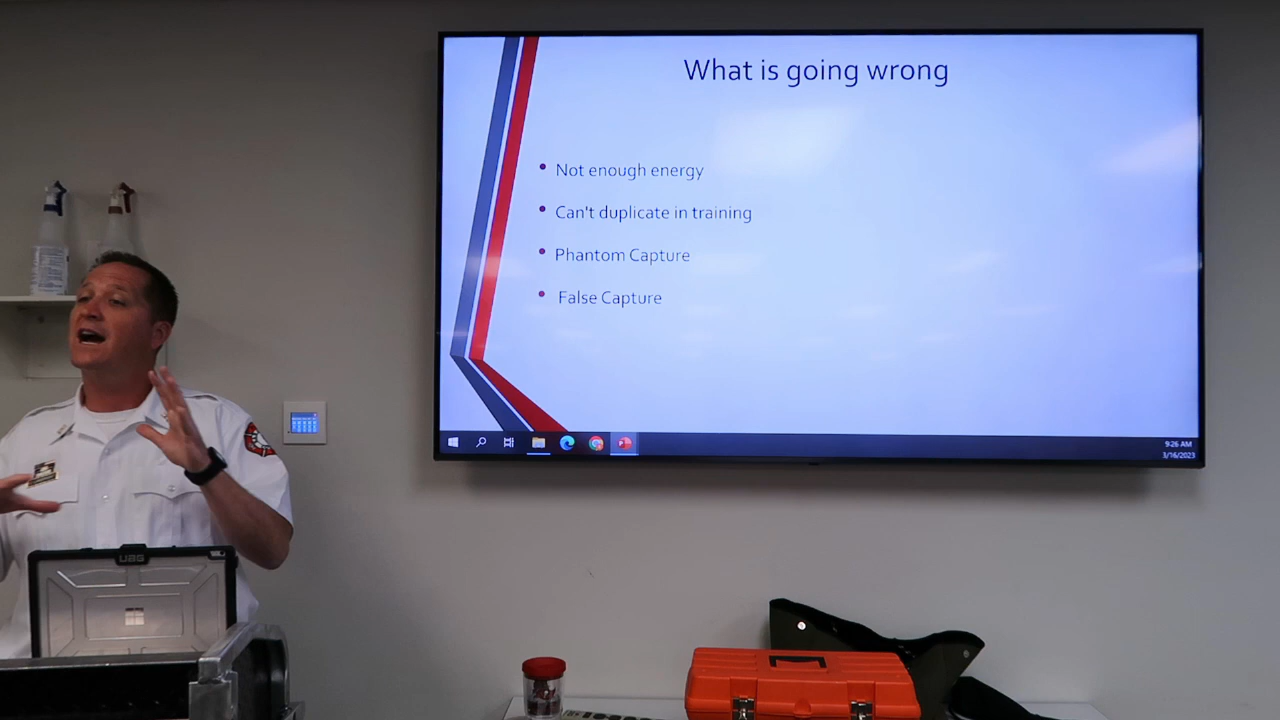 What is going wrong
Not enough energy
Can't duplicate in training
Phantom Capture
False Capture
9:26 AM
3/16/2023
UAG